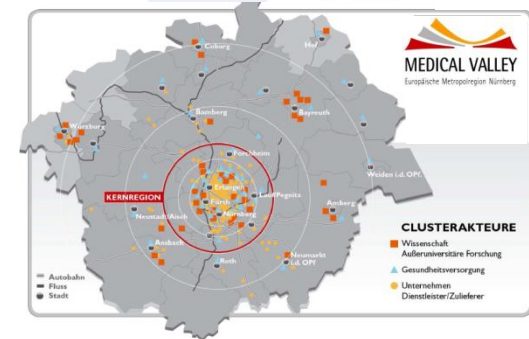 Coburg
Hof
MEDICAL VALLEY
Europäische Metropolregion Nürnberg
Bamberg
Bayreuth
Würzburg
Forchheim
Weiden i.d. OPf.
KERNREGION
Erlangen
Lauf/Pegnitz
Fürth
Amberg
Nürnberg
Neustadt/Aisch
CLUSTERAKTEURE
Wissenschaft
Außeruniversitäre Forschung
Ansbach
Neumarkt
i.d. OPf.
Roth
Gesundheitsversorgung
Autobahn
Fluss
Stadt
Unternehmen
Dienstleister/Zulieferer